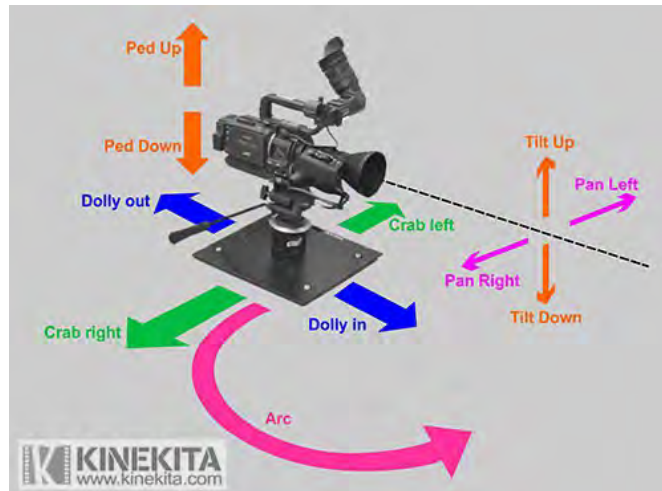 Ped Up
Ped Down
Tilt Up
Pan Left
Dolly out
Crab left
Pan Right
Tilt Down
Crab right
Dolly in
Arc
KINEKITA
www.kinekita.com